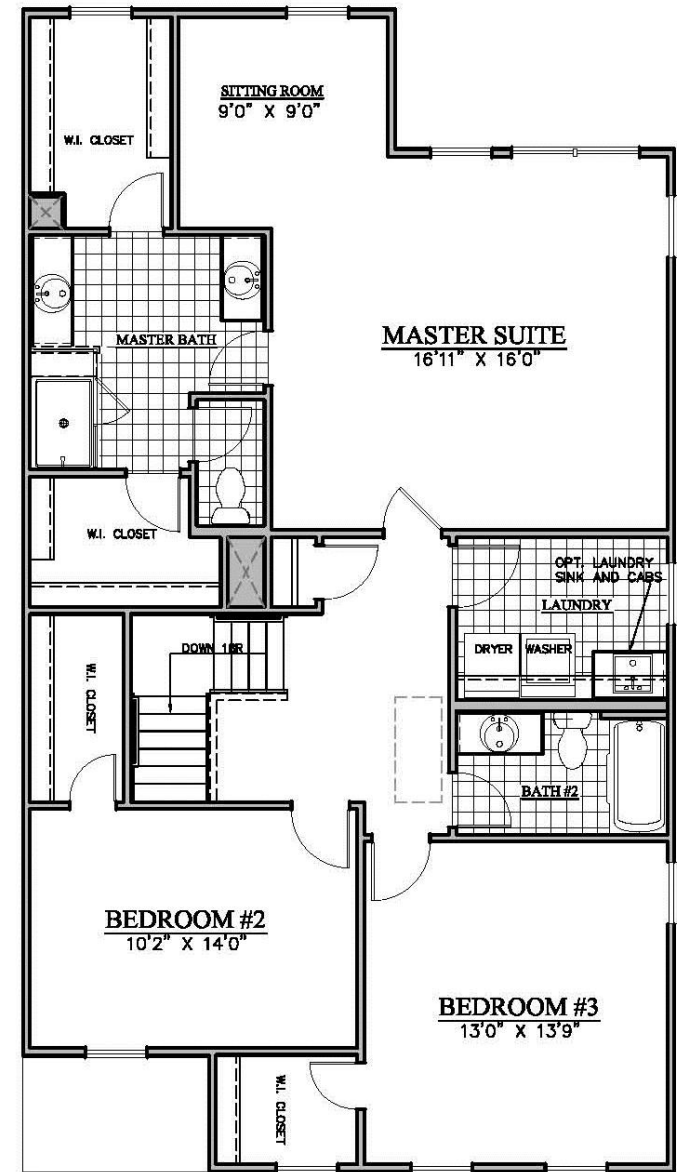 SITTING ROOM
9'0" X 9'0"
W.I. CLOSET
MASTER BATH
MASTER SUITE
16'11" X 16'0"
W.I. CLOSET
OPT. LAUNDRY
SINK AND CABS
LAUNDRY
DRYER
WASHER
DOWN 18R
W.I. CLOSET
BATH #2
BEDROOM #2
10'2" X 14'0"
BEDROOM #3
13'0" X 13'9"
W.I. CLOSET